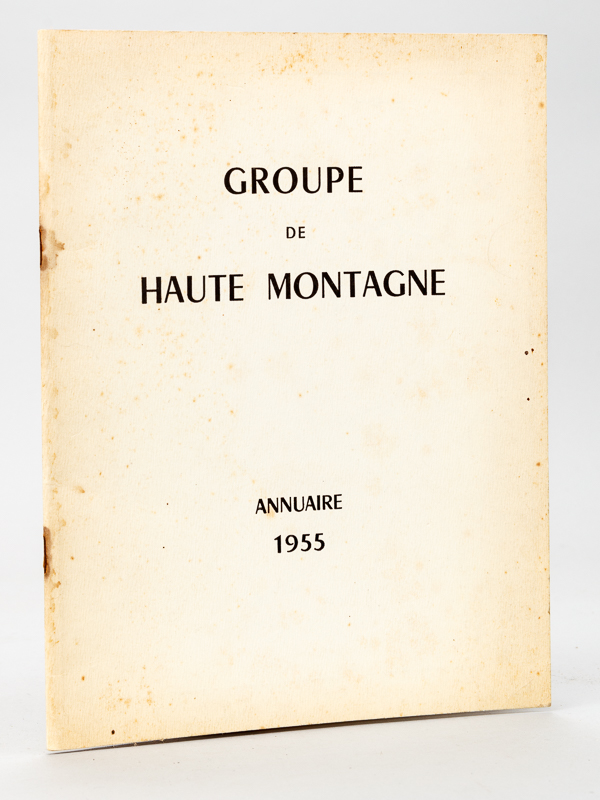 GROUPE
DE
HAUTE MONTAGNE
ANNUAIRE
1955